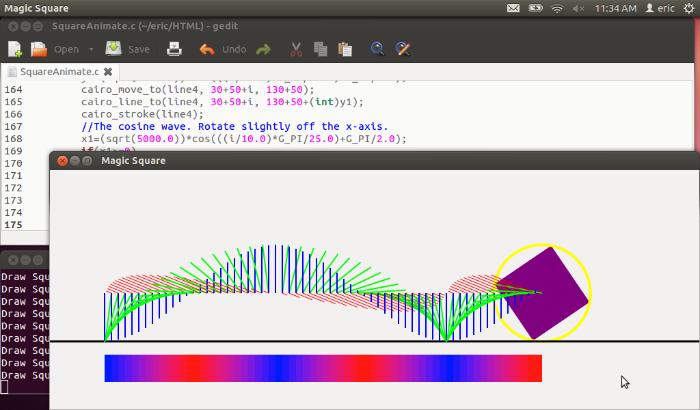 Magic Square
11:34 AM eric
SquareAnimate.c (~/eric/HTML) - gedit
Open Save Undo
SquareAnimate.c
164 cairo_move_to(line4, 30+50+i, 130+50);
165 cairo_line_to(line4, 30+50+i, 130+50+(int)y1);
166 cairo_stroke(line4);
167 //The cosine wave. Rotate slightly off the x-axis.
168 x1=(sqrt(5000.0))*cos(((i/10.0)*G_PI/25.0)+G_PI/2.0);
169
170
171
172
173
174
175
Magic Square
Draw Squ
Draw Squ
Draw Squ
Draw Squ
Draw Squ
Draw Squ
Draw Squ
Draw Squ
Draw Squ